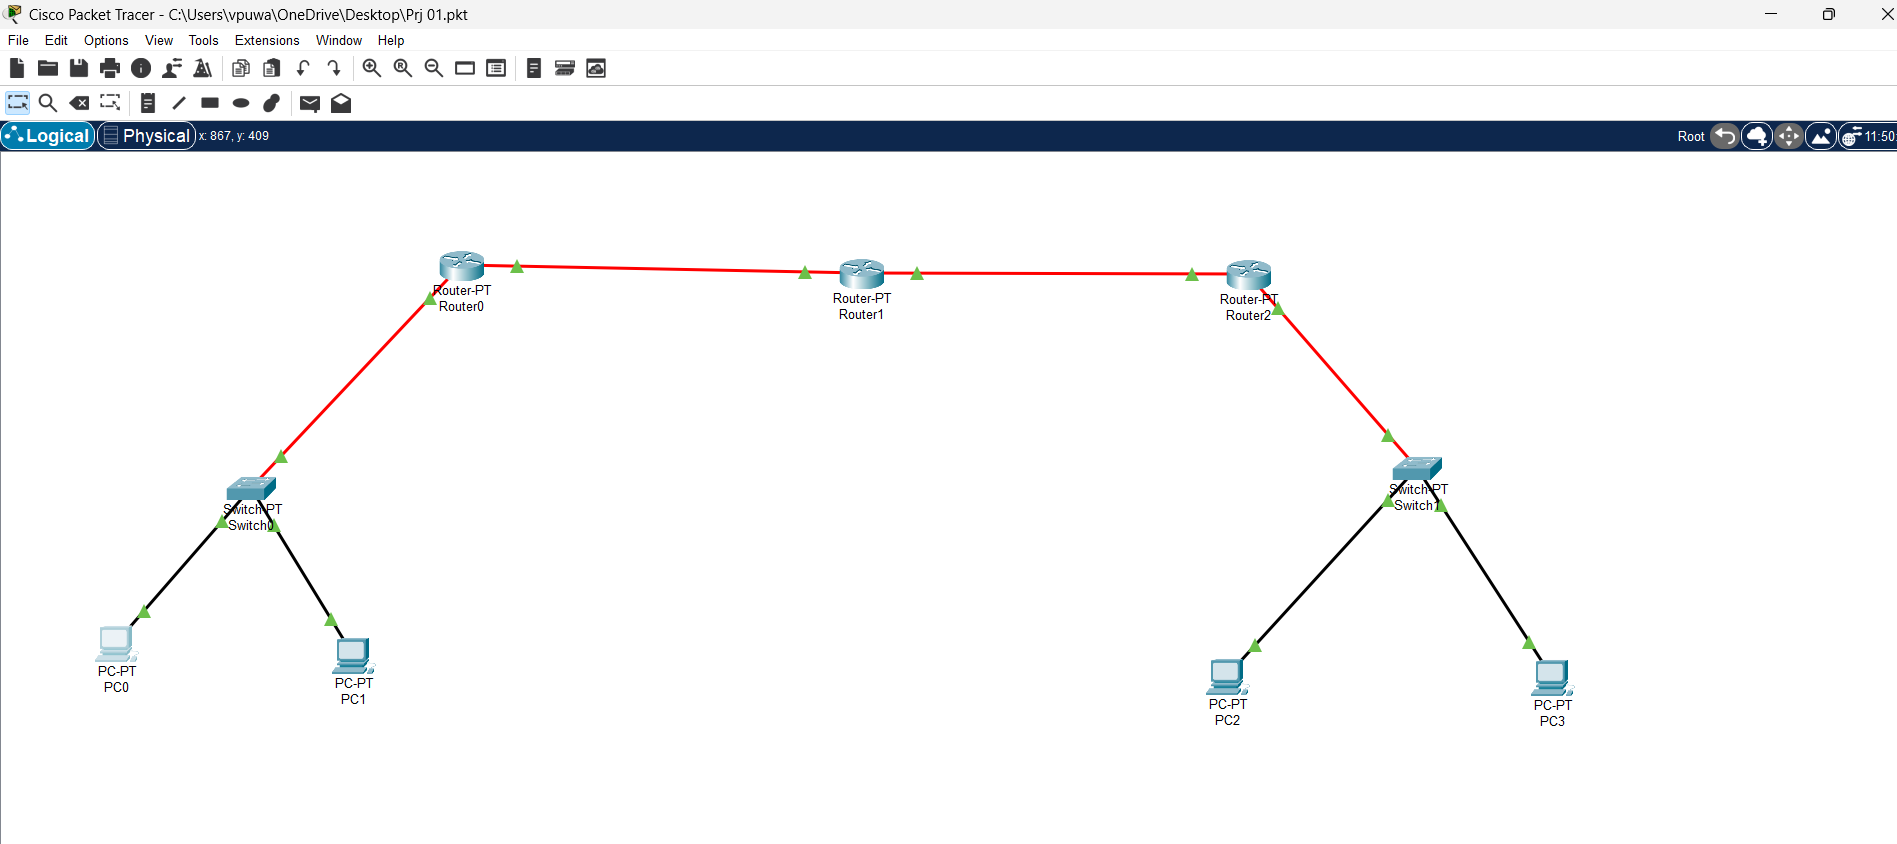 Cisco Packet Tracer - C:\Users\vpuwa\OneDrive\Desktop\Prj 01.pkt
File Edit Options View Tools Extensions Window Help
Logical Physical x: 867, y: 409 Root 11:50:
Router-PT
Router0
Router-PT
Router1
Router-PT
Router2
Switch-PT
Switch0
Switch-PT
Switch1
PC-PT
PC0
PC-PT
PC1
PC-PT
PC2
PC-PT
PC3